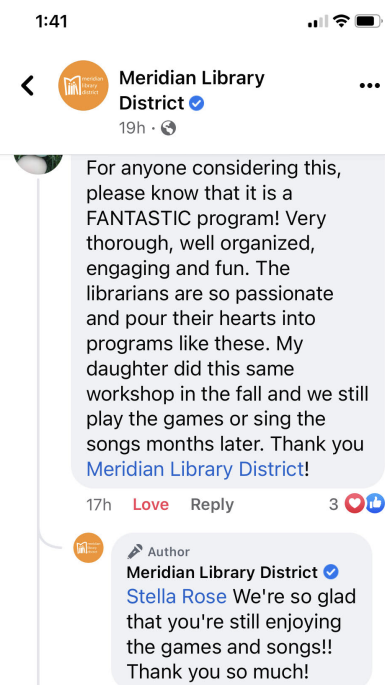 1:41
meridian
library
district
Meridian Library
District
19h ·
For anyone considering this,
please know that it is a
FANTASTIC program! Very
thorough, well organized,
engaging and fun. The
librarians are so passionate
and pour their hearts into
programs like these. My
daughter did this same
workshop in the fall and we still
play the games or sing the
songs months later. Thank you
Meridian Library District!
17h Love Reply 3
Author
Meridian Library District
Stella Rose We're so glad
that you're still enjoying
the games and songs!!
Thank you so much!